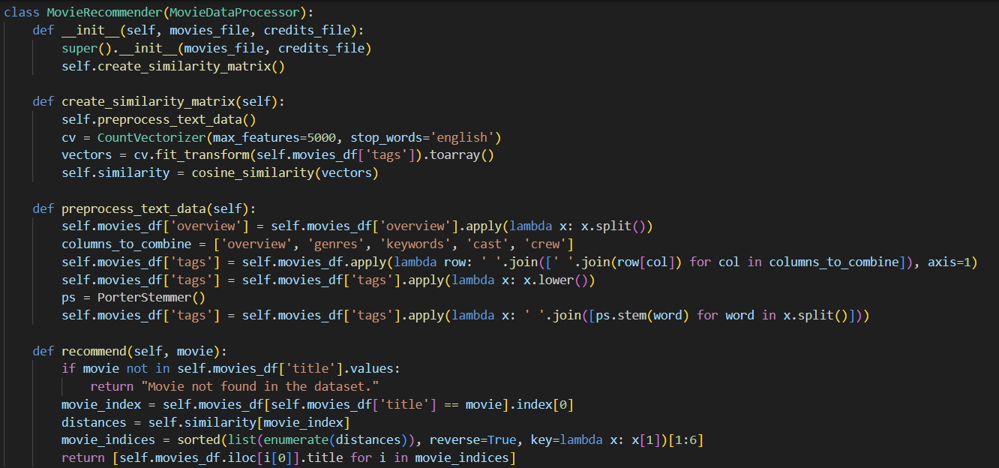 class MovieRecommender(MovieDataProcessor):
    def __init__(self, movies_file, credits_file):
        super().__init__(movies_file, credits_file)
        self.create_similarity_matrix()

    def create_similarity_matrix(self):
        self.preprocess_text_data()
        cv = CountVectorizer(max_features=5000, stop_words='english')
        vectors = cv.fit_transform(self.movies_df['tags']).toarray()
        self.similarity = cosine_similarity(vectors)

    def preprocess_text_data(self):
        self.movies_df['overview'] = self.movies_df['overview'].apply(lambda x: x.split())
        columns_to_combine = ['overview', 'genres', 'keywords', 'cast', 'crew']
        self.movies_df['tags'] = self.movies_df.apply(lambda row: ' '.join([' '.join(row[col]) for col in columns_to_combine]), axis=1)
        self.movies_df['tags'] = self.movies_df['tags'].apply(lambda x: x.lower())
        ps = PorterStemmer()
        self.movies_df['tags'] = self.movies_df['tags'].apply(lambda x: ' '.join([ps.stem(word) for word in x.split()]))

    def recommend(self, movie):
        if movie not in self.movies_df['title'].values:
            return "Movie not found in the dataset."
        movie_index = self.movies_df[self.movies_df['title'] == movie].index[0]
        distances = self.similarity[movie_index]
        movie_indices = sorted(list(enumerate(distances)), reverse=True, key=lambda x: x[1])[1:6]
        return [self.movies_df.iloc[i[0]].title for i in movie_indices]